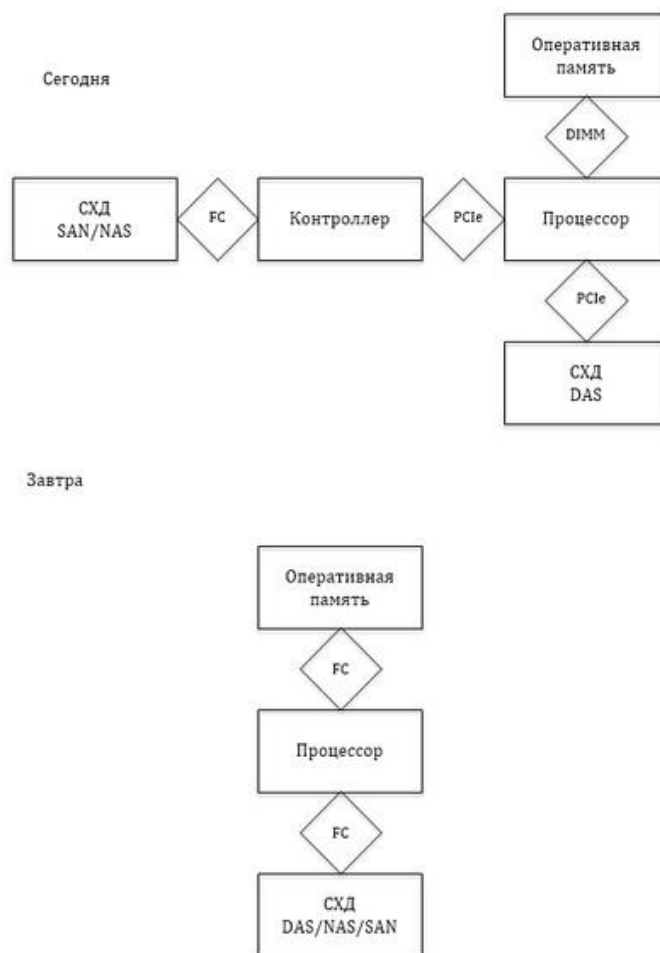 Оперативная
память
Сегодня
DIMM
СХД
SAN/NAS
FC
Контроллер
PCIe
Процессор
PCIe
СХД
DAS
Завтра
Оперативная
память
FC
Процессор
FC
СХД
DAS/NAS/SAN